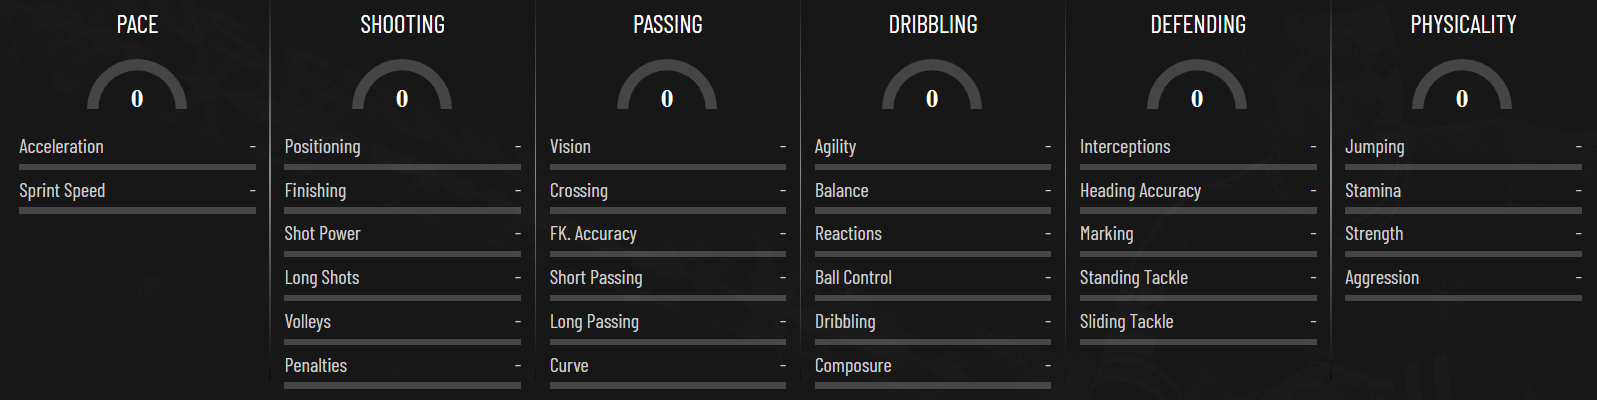 PACE
0
Acceleration -
Sprint Speed -
SHOOTING
0
Positioning -
Finishing -
Shot Power -
Long Shots -
Volleys -
Penalties -
PASSING
0
Vision -
Crossing -
FK. Accuracy -
Short Passing -
Long Passing -
Curve -
DRIBBLING
0
Agility -
Balance -
Reactions -
Ball Control -
Dribbling -
Composure -
DEFENDING
0
Interceptions -
Heading Accuracy -
Marking -
Standing Tackle -
Sliding Tackle -
PHYSICALITY
0
Jumping -
Stamina -
Strength -
Aggression -